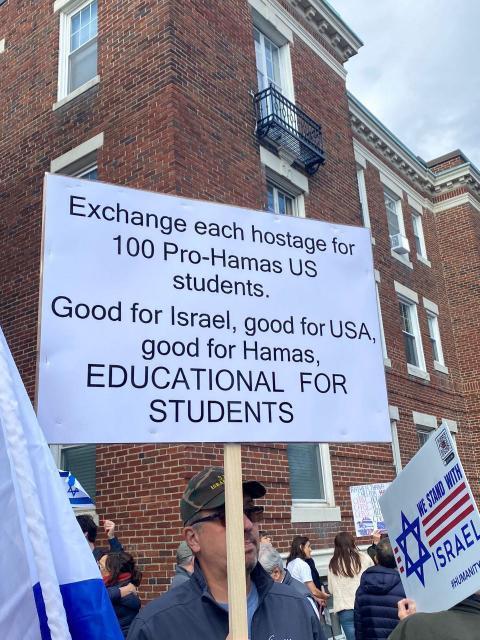 Exchange each hostage for
100 Pro-Hamas US
students.
Good for Israel, good for USA,
good for Hamas,
EDUCATIONAL FOR
STUDENTS
WE STAND WITH
ISRAEL
#HUMANITY